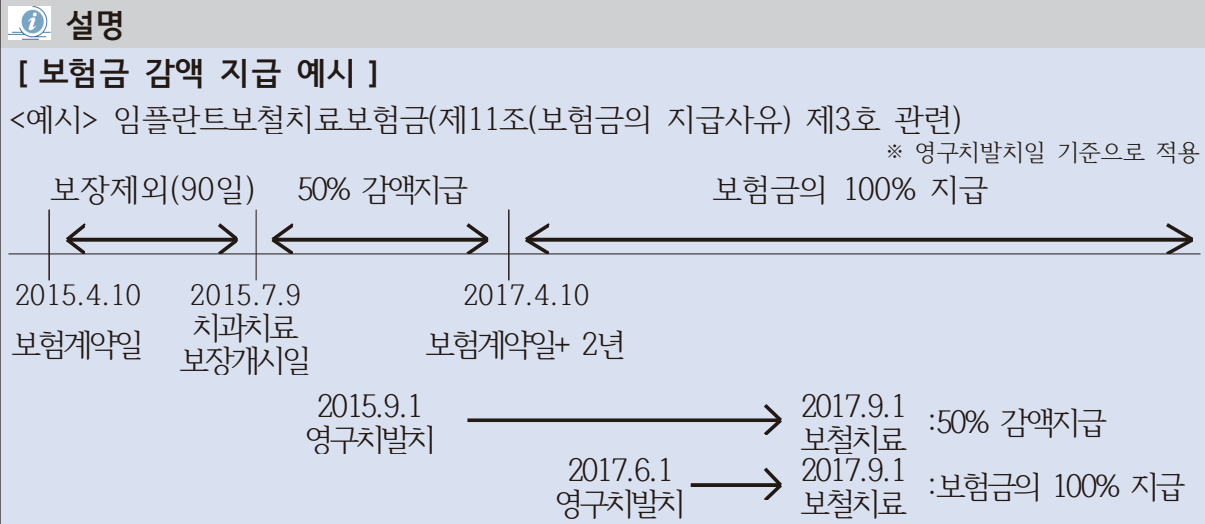 설명
[ 보험금 감액 지급 예시 ]
<예시> 임플란트보철치료보험금(제11조(보험금의 지급사유) 제3호 관련)
※ 영구치발치일 기준으로 적용
보장제외(90일) 50% 감액지급 보험금의 100% 지급
2015.4.10 2015.7.9 2017.4.10
보험계약일 치과치료 보장개시일 보험계약일+ 2년
2015.9.1 2017.9.1 :50% 감액지급
영구치발치 보철치료
2017.6.1 2017.9.1 :보험금의 100% 지급
영구치발치 보철치료